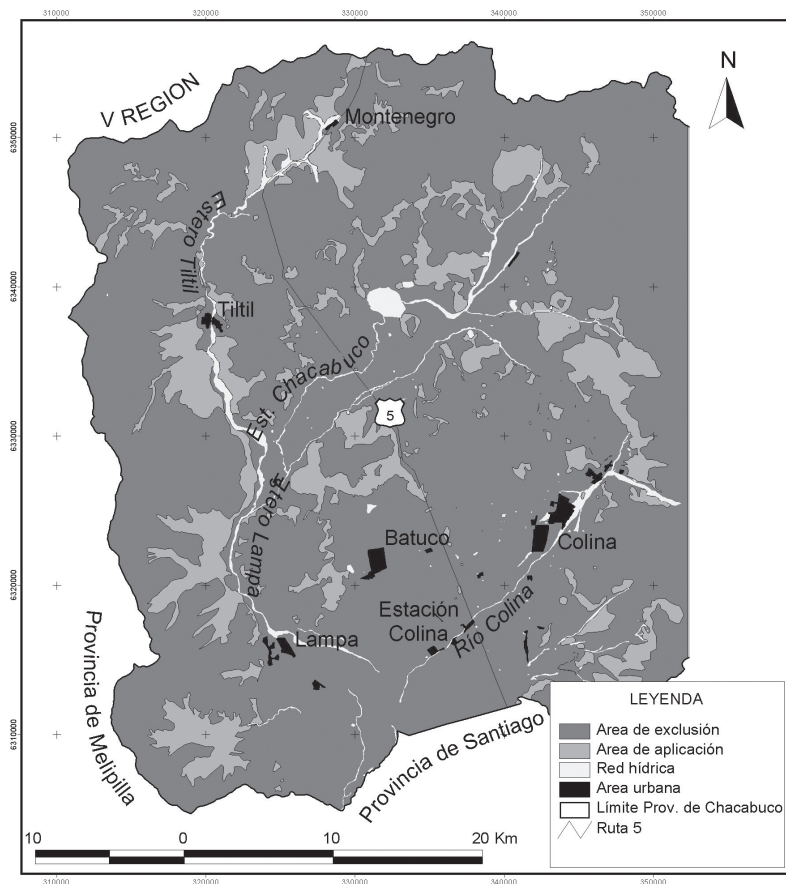 310000 320000 330000 340000 350000
N
V REGION
Montenegro
6350000
Estero Tiltil
6340000
Tiltil
Est. Chacabuco
5
6330000
Etero Lampa
Batuco
Colina
6320000
Estación
Colina
Río Colina
Lampa
Provincia de Melipilla
6310000
Provincia de Santiago
LEYENDA
Area de exclusión
Area de aplicación
Red hídrica
Area urbana
Límite Prov. de Chacabuco
Ruta 5
10 0 10 20 Km
310000 320000 330000 340000 350000